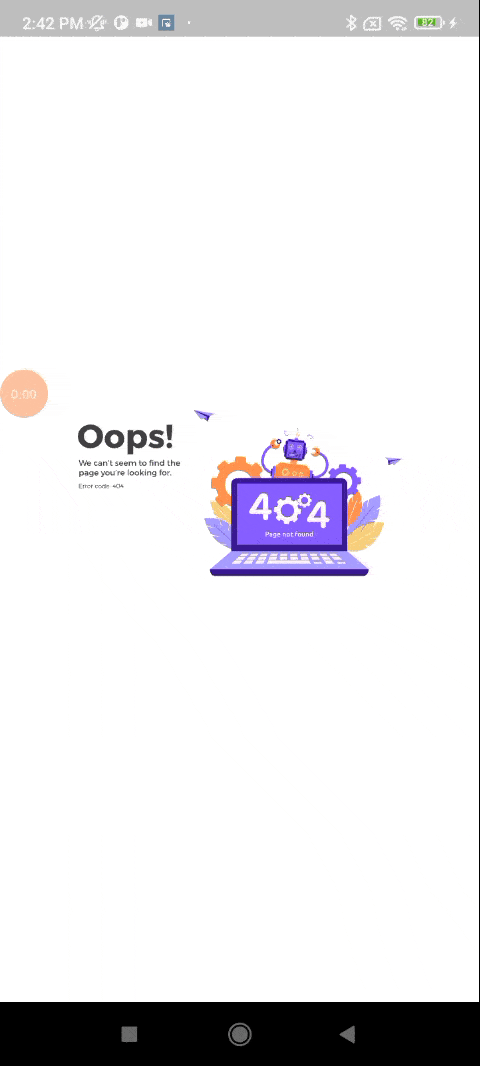 2:42 PM
82
0:00
Oops!
We can't seem to find the
page you're looking for.
Error code: 404
404
Page not found